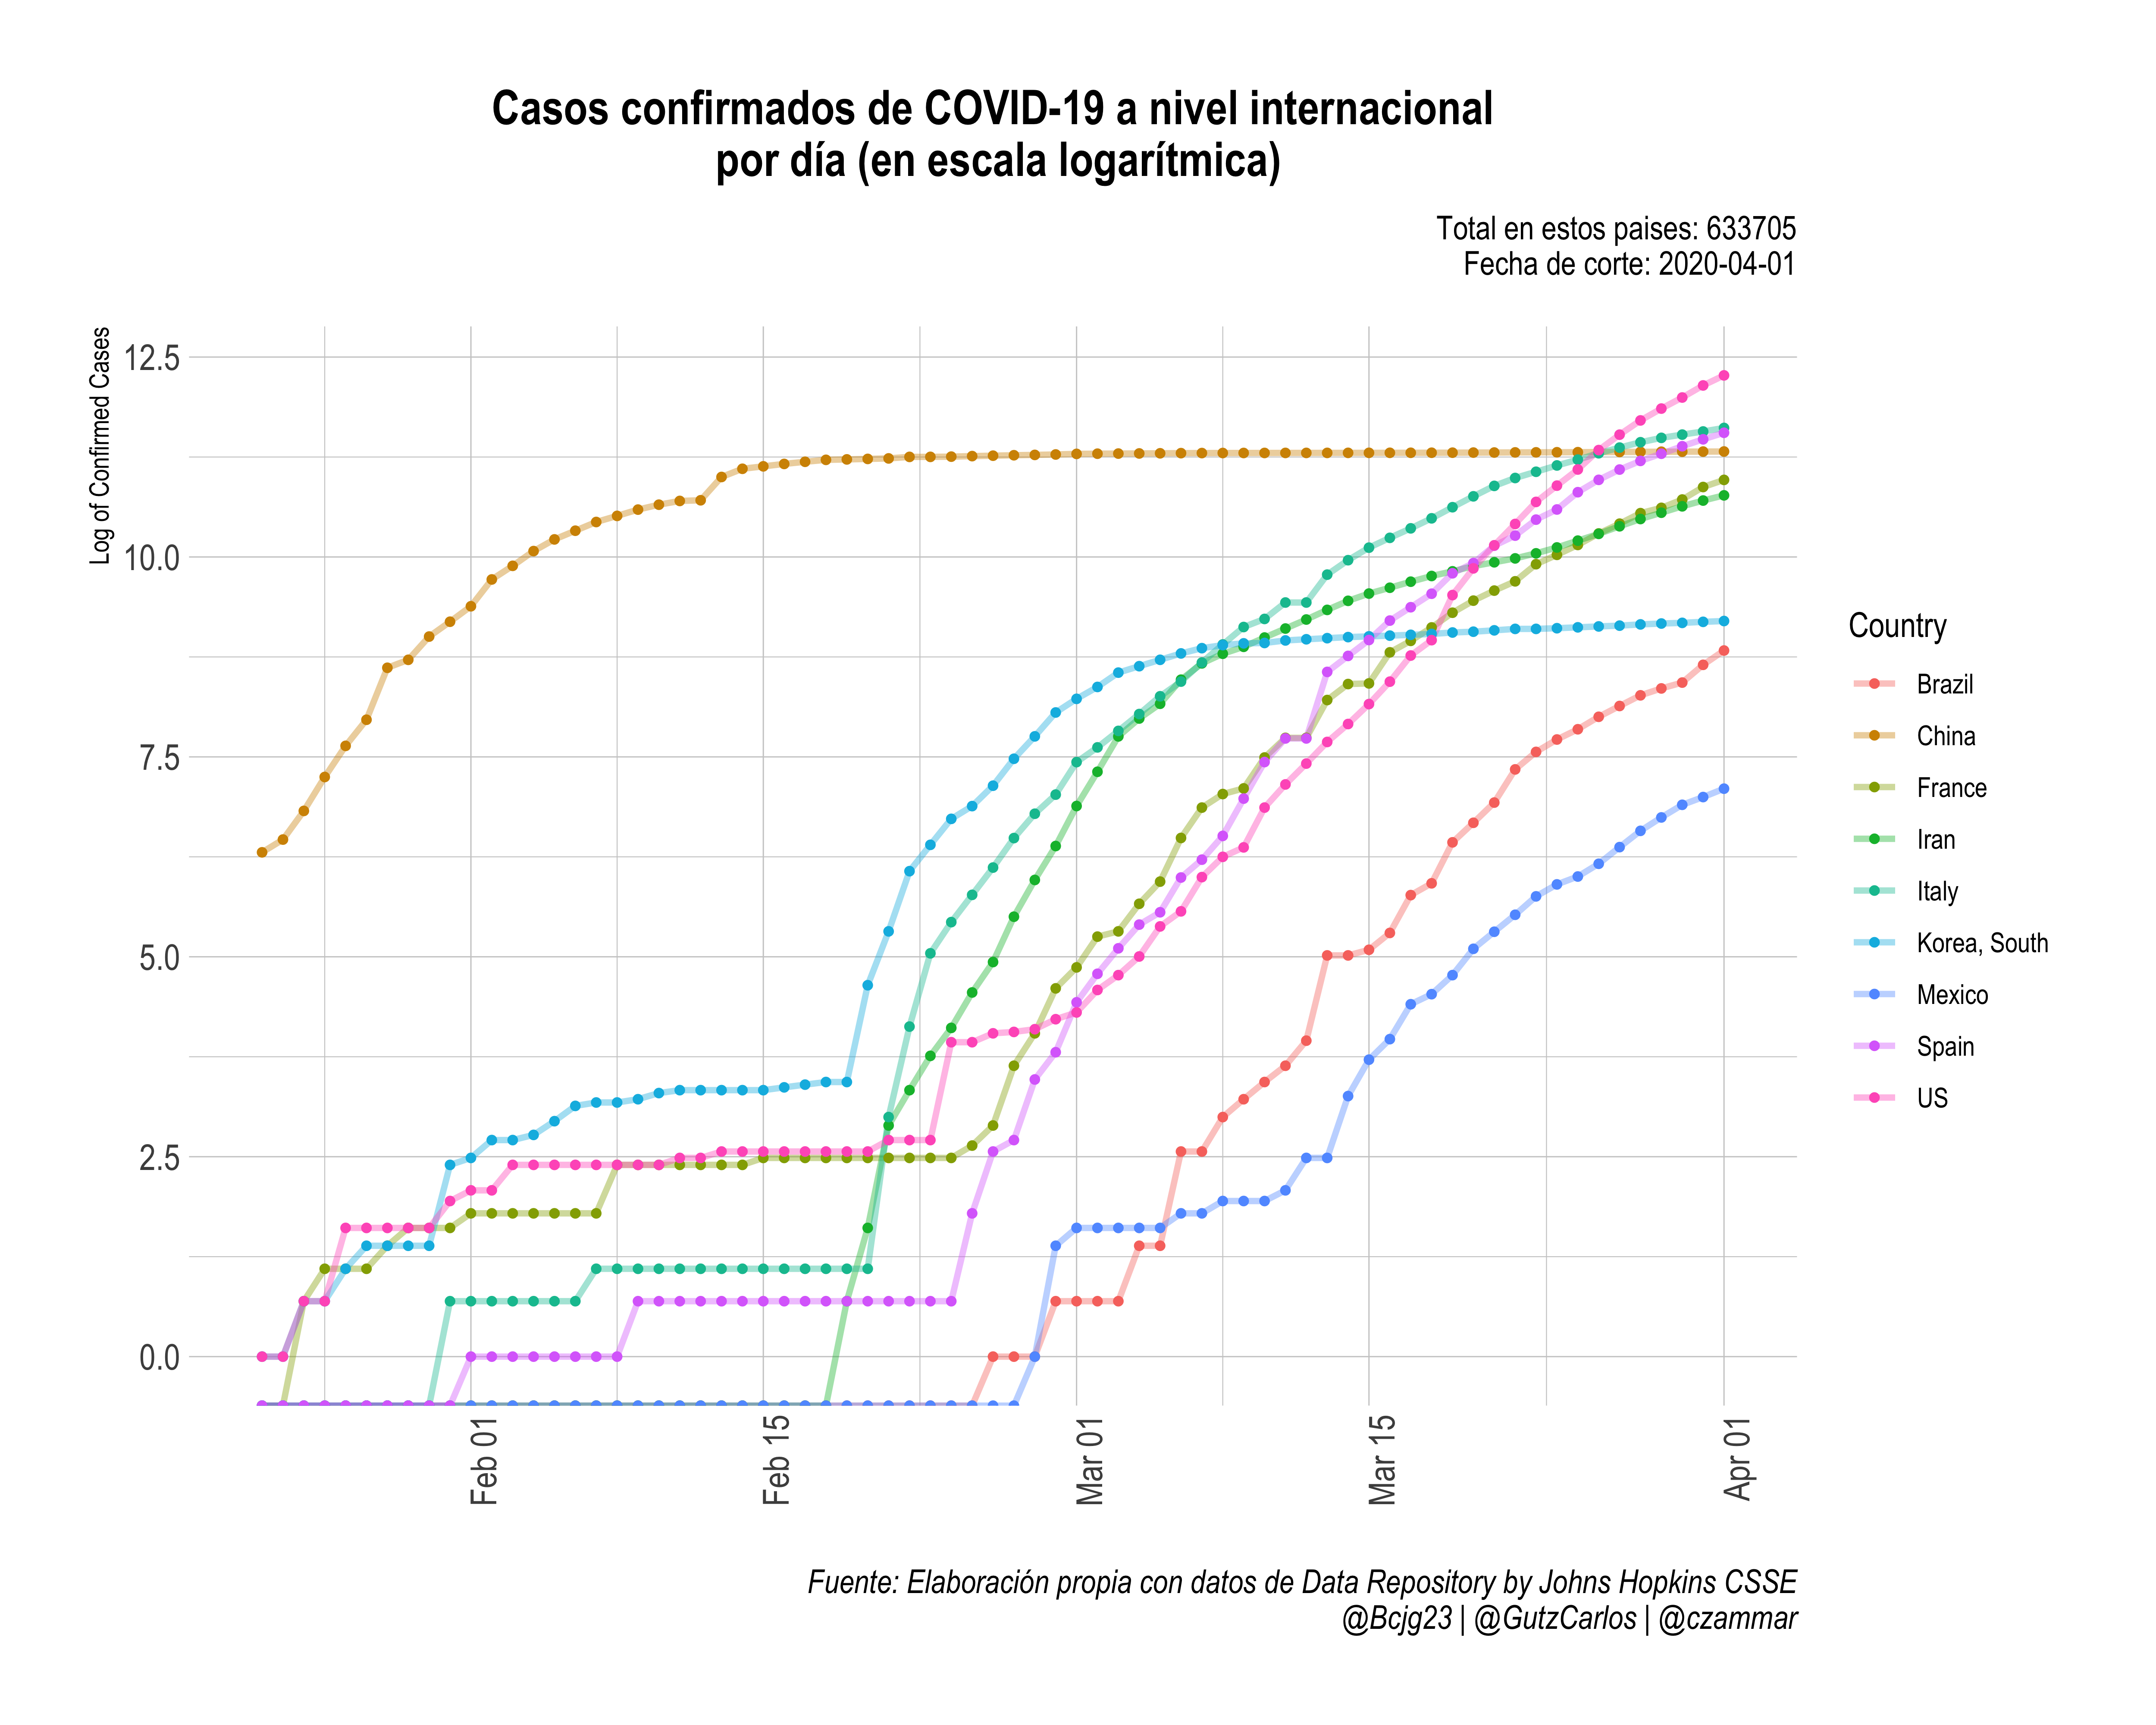 Casos confirmados de COVID-19 a nivel internacional
por día (en escala logarítmica)
Total en estos paises: 633705
Fecha de corte: 2020-04-01
Log of Confirmed Cases
12.5
10.0
7.5
5.0
2.5
0.0
Feb 01
Feb 15
Mar 01
Mar 15
Apr 01
Country
Brazil
China
France
Iran
Italy
Korea, South
Mexico
Spain
US
Fuente: Elaboración propia con datos de Data Repository by Johns Hopkins CSSE
@Bcjg23 | @GutzCarlos | @czammar